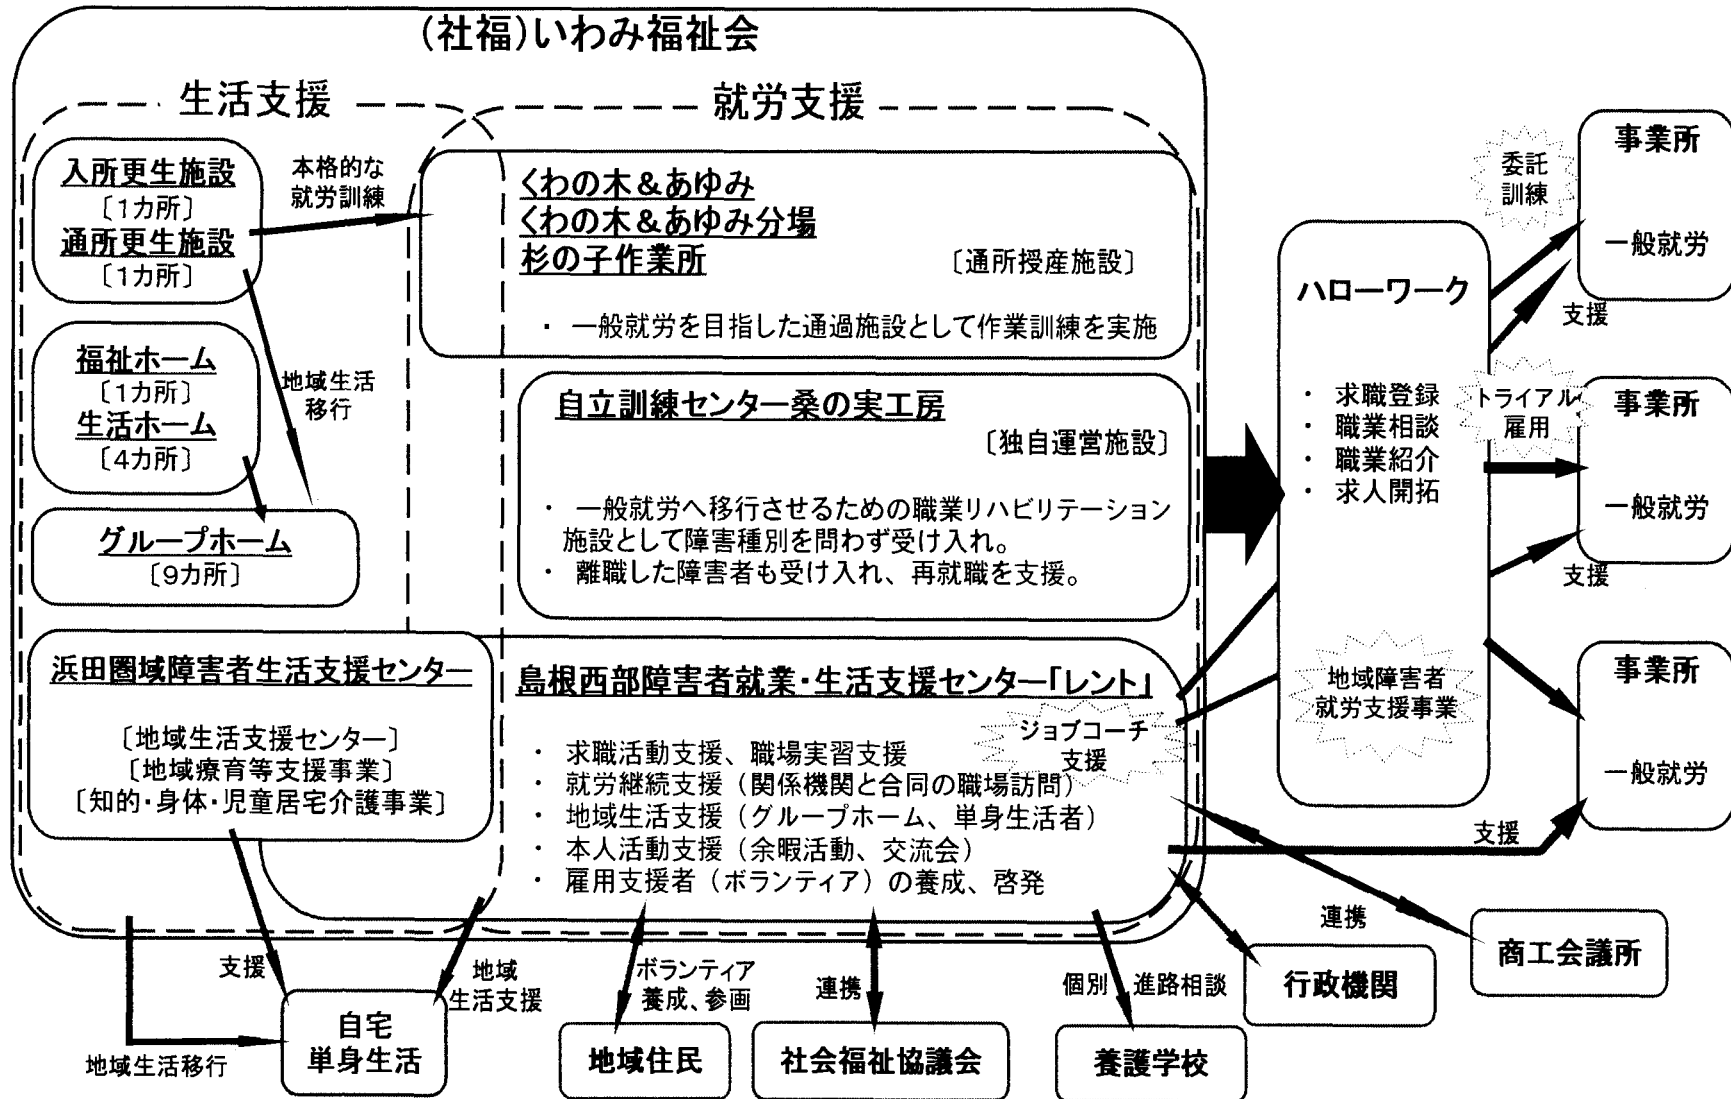 (社福)いわみ福祉会
生活支援
就労支援
入所更生施設
〔1カ所〕
通所更生施設
〔1カ所〕
本格的な
就労訓練
福祉ホーム
〔1カ所〕
生活ホーム
〔4カ所〕
地域生活
移行
グループホーム
〔9カ所〕
くわの木＆あゆみ
くわの木＆あゆみ分場
杉の子作業所
〔通所授産施設〕
・ 一般就労を目指した通過施設として作業訓練を実施
自立訓練センター桑の実工房
〔独自運営施設〕
・ 一般就労へ移行させるための職業リハビリテーション
施設として障害種別を問わず受け入れ。
・ 離職した障害者も受け入れ、再就職を支援。
浜田圏域障害者生活支援センター
〔地域生活支援センター〕
〔地域療育等支援事業〕
〔知的・身体・児童居宅介護事業〕
島根西部障害者就業・生活支援センター「レント」
ジョブコーチ
支援
・ 求職活動支援、職場実習支援
・ 就労継続支援（関係機関と合同の職場訪問）
・ 地域生活支援（グループホーム、単身生活者）
・ 本人活動支援（余暇活動、交流会）
・ 雇用支援者（ボランティア）の養成、啓発
ハローワーク
・ 求職登録
・ 職業相談
・ 職業紹介
・ 求人開拓
地域障害者
就労支援事業
委託
訓練
トライアル
雇用
事業所
一般就労
支援
事業所
一般就労
支援
事業所
一般就労
支援
支援
地域
生活支援
地域生活移行
自宅
単身生活
ボランティア
養成、参画
地域住民
連携
社会福祉協議会
個別 進路相談
養護学校
行政機関
連携
商工会議所